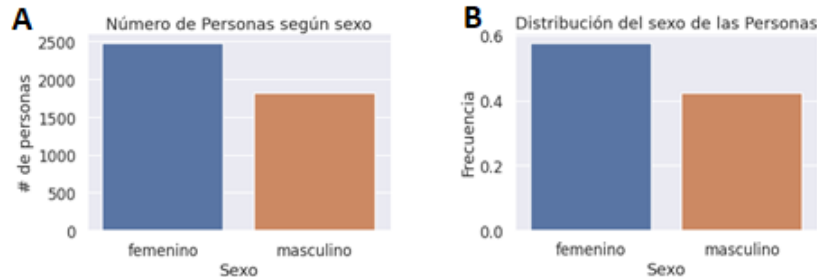 A
Número de Personas según sexo
# de personas
2500
2000
1500
1000
500
0
femenino masculino
Sexo
B
Distribución del sexo de las Personas
Frecuencia
0.6
0.4
0.2
0.0
femenino masculino
Sexo